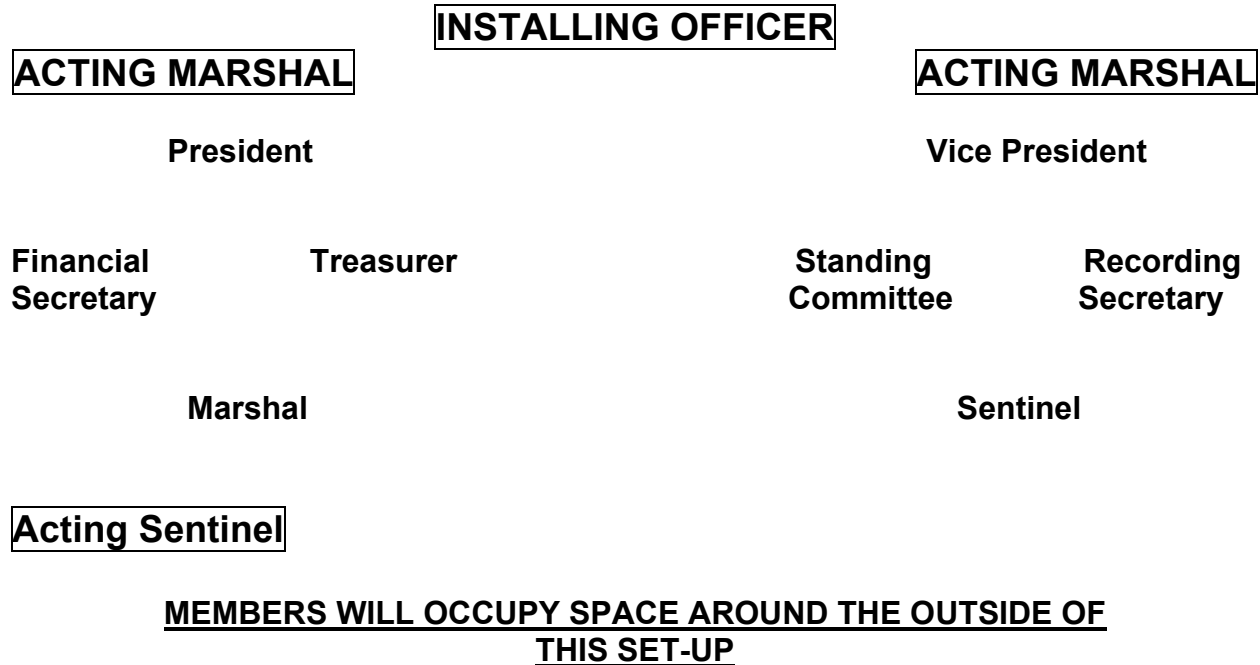 INSTALLING OFFICER
ACTING MARSHAL ACTING MARSHAL
President Vice President
Financial Treasurer Standing Recording
Secretary Committee Secretary
Marshal Sentinel
Acting Sentinel
MEMBERS WILL OCCUPY SPACE AROUND THE OUTSIDE OF
THIS SET-UP